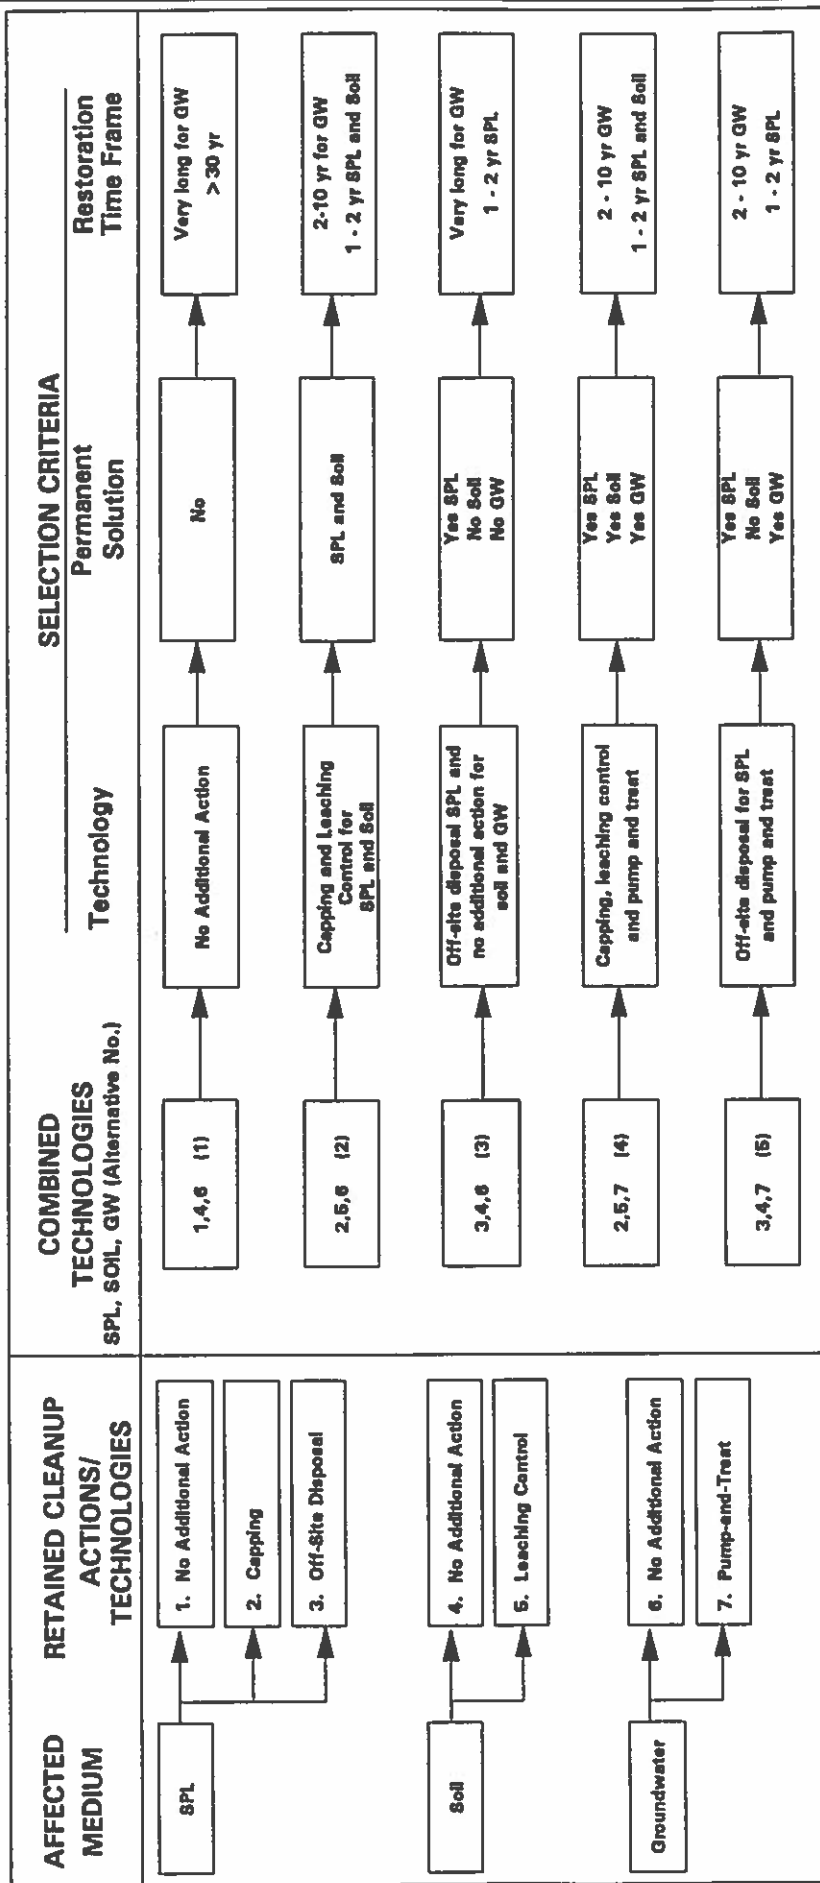 AFFECTED
MEDIUM
RETAINED CLEANUP
ACTIONS/
TECHNOLOGIES
COMBINED
TECHNOLOGIES
SPL, SOIL, GW (Alternative No.)
SELECTION CRITERIA
Technology
Permanent
Solution
Restoration
Time Frame
SPL
1. No Additional Action
2. Capping
3. Off-Site Disposal
Soil
4. No Additional Action
5. Leaching Control
Groundwater
6. No Additional Action
7. Pump-and-Treat
1,4,6 (1)
No Additional Action
No
Very long for GW
> 30 yr
2,5,6 (2)
Capping and Leaching
Control for
SPL and Soil
SPL and Soil
2-10 yr for GW
1 - 2 yr SPL and Soil
3,4,6 (3)
Off-site disposal SPL and
no additional action for
soil and GW
Yes SPL
No Soil
No GW
Very long for GW
1 - 2 yr SPL
2,5,7 (4)
Capping, leaching control
and pump and treat
Yes SPL
Yes Soil
Yes GW
2 - 10 yr GW
1 - 2 yr SPL and Soil
3,4,7 (5)
Off-site disposal for SPL
and pump and treat
Yes SPL
No Soil
Yes GW
2 - 10 yr GW
1 - 2 yr SPL